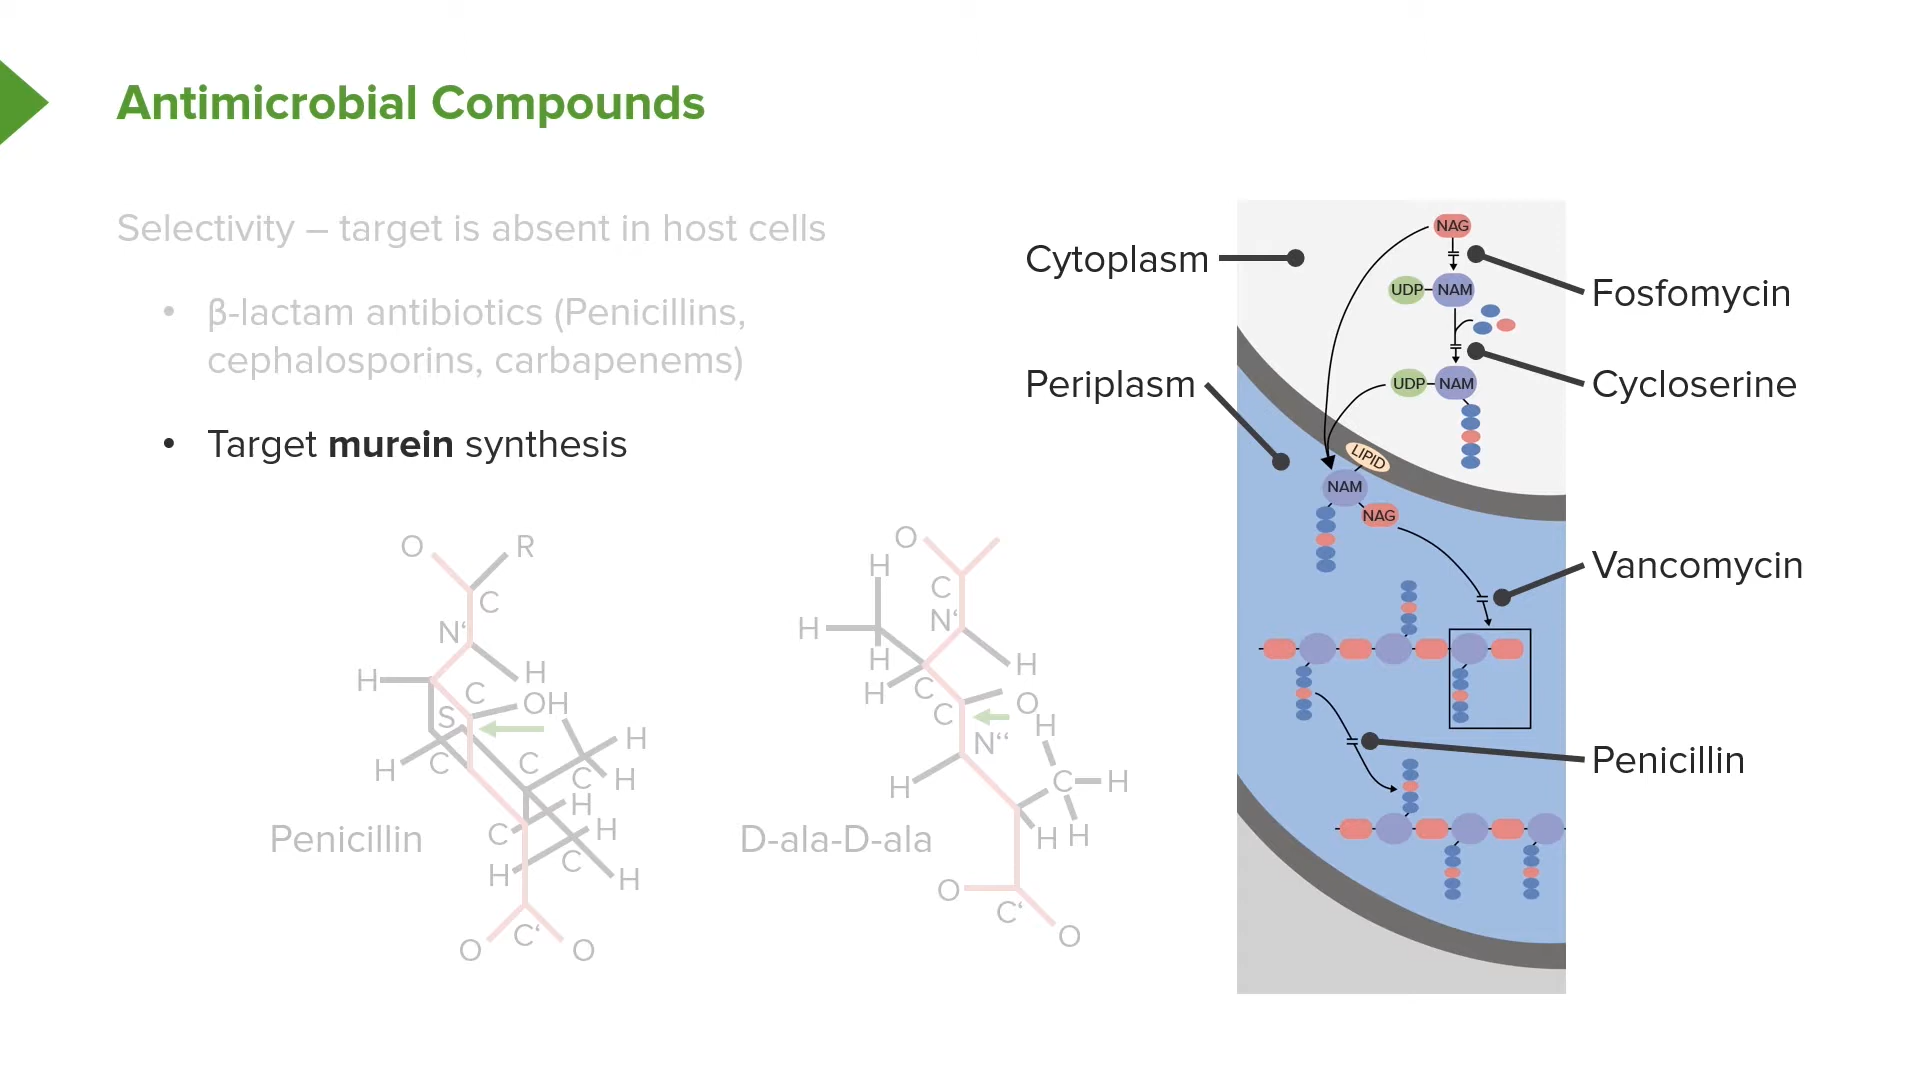 Antimicrobial Compounds
Selectivity – target is absent in host cells
• β-lactam antibiotics (Penicillins,
cephalosporins, carbapenems)
• Target murein synthesis
O
R
C
N‘
H
H
C
S
OH
H
H
C
C
C
H
H
C
H
H
C
H
O
C‘
O
Penicillin
O
H
C
N‘
H
H
H
H
C
C
O
H
N‘‘
H
C
H
H
H
O
C‘
O
D-ala-D-ala
Cytoplasm
Periplasm
NAG
UDP
NAM
UDP
NAM
LIPID
NAM
NAG
Fosfomycin
Cycloserine
Vancomycin
Penicillin